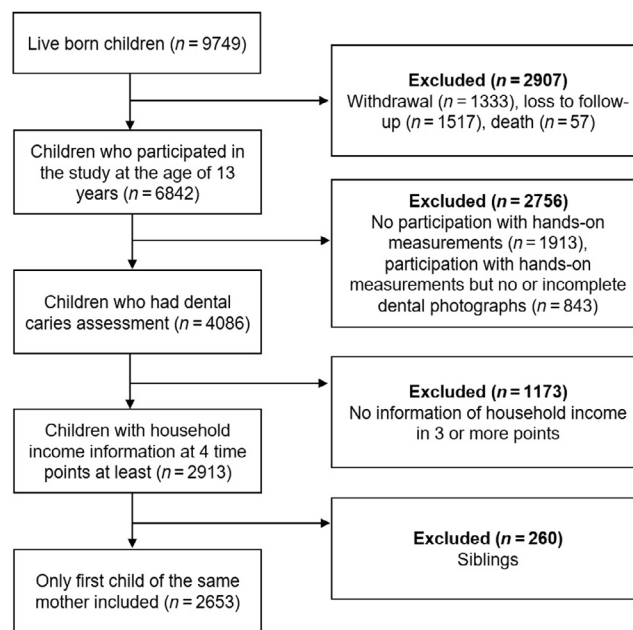 Live born children (n = 9749)
Excluded (n = 2907)
Withdrawal (n = 1333), loss to follow-
up (n = 1517), death (n = 57)
Children who participated in
the study at the age of 13
years (n = 6842)
Excluded (n = 2756)
No participation with hands-on
measurements (n = 1913),
participation with hands-on
measurements but no or incomplete
dental photographs (n = 843)
Children who had dental
caries assessment (n = 4086)
Excluded (n = 1173)
No information of household income
in 3 or more points
Children with household
income information at 4 time
points at least (n = 2913)
Excluded (n = 260)
Siblings
Only first child of the same
mother included (n = 2653)